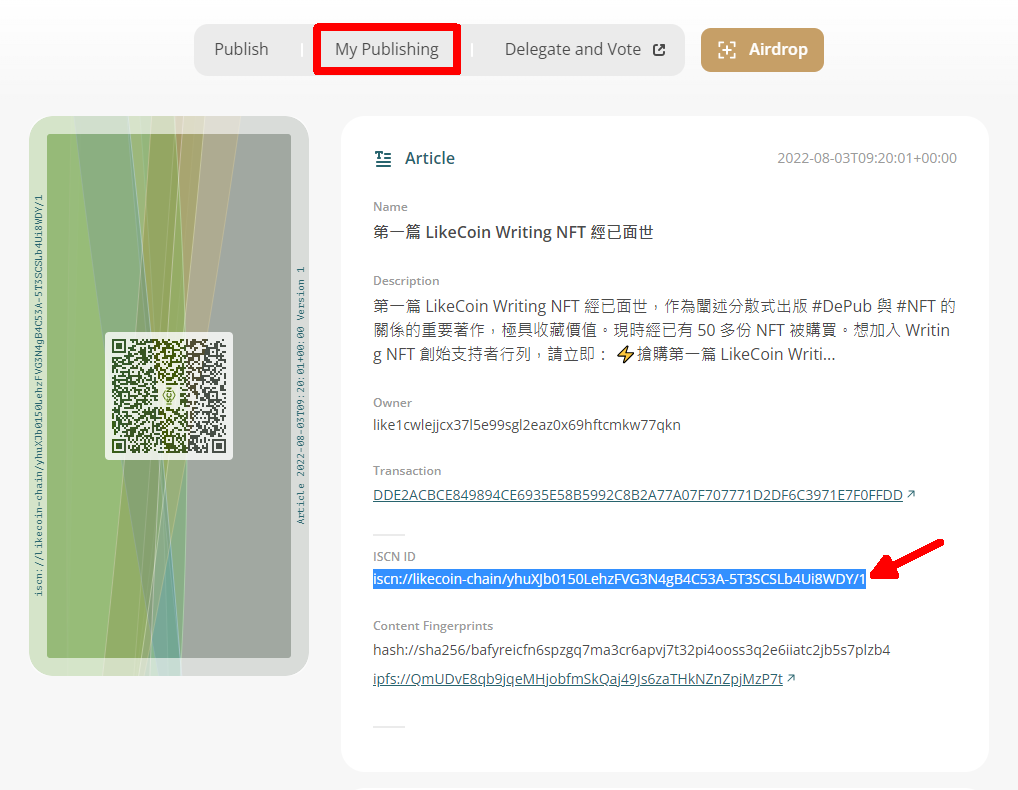 Publish
My Publishing
Delegate and Vote
Airdrop
iscn://likecoin-chain/yhuXJb0150LehzFVG3N4gB4C53A-5T3SCSLb4Ui8WDY/1
ISCN
Article 2022-08-03T09:20:01+00:00 Version 1
Article
2022-08-03T09:20:01+00:00
Name
第一篇 LikeCoin Writing NFT 經已面世
Description
第一篇 LikeCoin Writing NFT 經已面世，作為闡述分散式出版 #DePub 與 #NFT 的
關係的重要著作，極具收藏價值。現時經已有 50 多份 NFT 被購買。想加入 Writin
g NFT 創始支持者行列，請立即： ⚡搶購第一篇 LikeCoin Writi...
Owner
like1cwlejjcx37l5e99sgl2eaz0x69hftcmkw77qkn
Transaction
DDE2ACBCE849894CE6935E58B5992C8B2A77A07F707771D2DF6C3971E7F0FFDD
ISCN ID
iscn://likecoin-chain/yhuXJb0150LehzFVG3N4gB4C53A-5T3SCSLb4Ui8WDY/1
Content Fingerprints
hash://sha256/bafyreicfn6spzgq7ma3cr6apvj7t32pi4ooss3q2e6iiatc2jb5s7plzb4
ipfs://QmUDvE8qb9jqeMHjobfmSkQaj49Js6zaTHkNZnZpjMzP7t